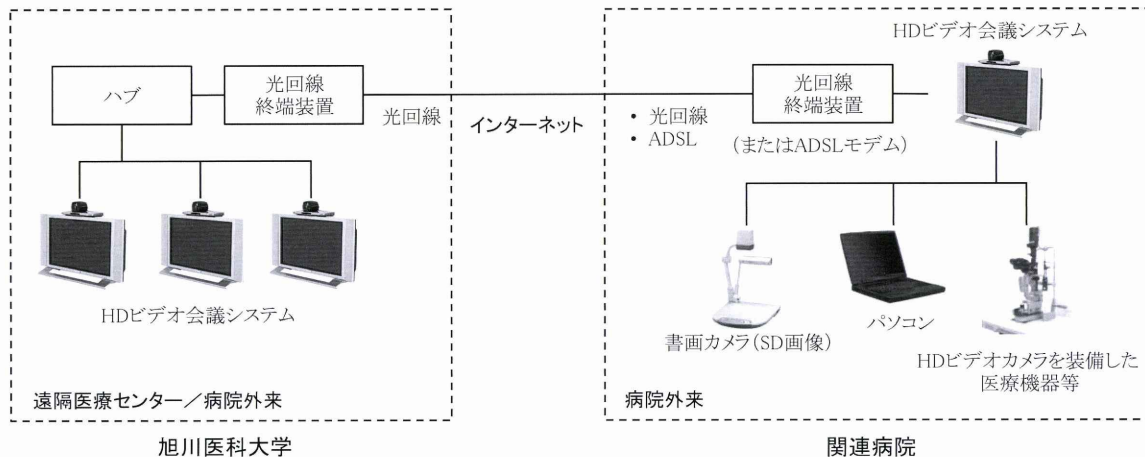 ハブ
光回線
終端装置
光回線
HDビデオ会議システム
遠隔医療センター／病院外来
旭川医科大学
インターネット
HDビデオ会議システム
• 光回線
• ADSL
光回線
終端装置
(またはADSLモデム)
書画カメラ(SD画像)
パソコン
HDビデオカメラを装備した
医療機器等
病院外来
関連病院